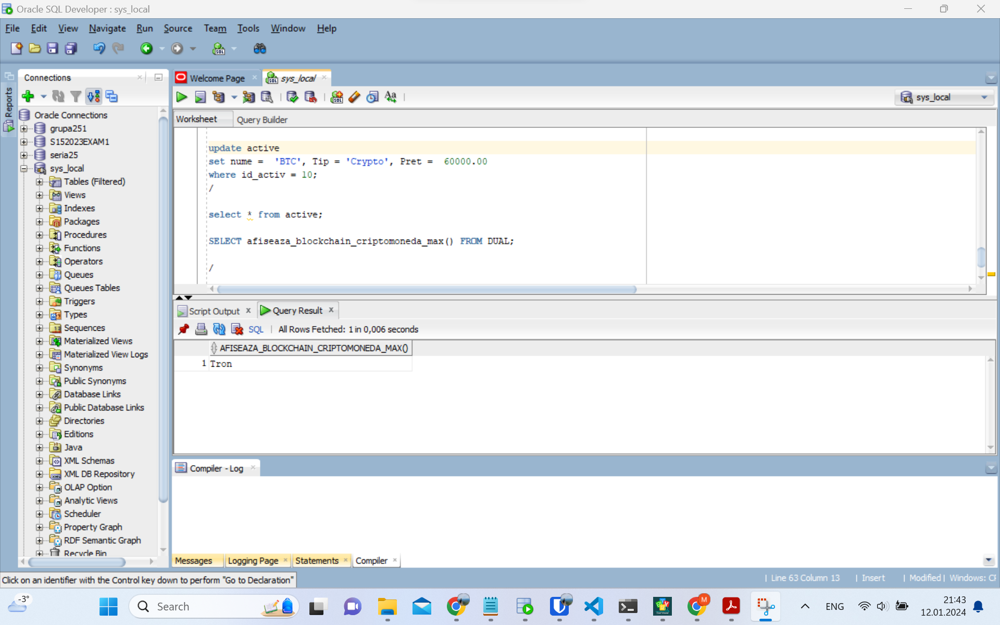 Oracle SQL Developer : sys_local
File Edit View Navigate Run Source Team Tools Window Help
Reports
Connections
Oracle Connections
grupa251
S152023EXAM1
seria25
sys_local
Tables (Filtered)
Views
Indexes
Packages
Procedures
Functions
Operators
Queues
Queues Tables
Triggers
Types
Sequences
Materialized Views
Materialized View Logs
Synonyms
Public Synonyms
Database Links
Public Database Links
Directories
Editions
Java
XML Schemas
XML DB Repository
OLAP Option
Analytic Views
Scheduler
Property Graph
RDF Semantic Graph
Recycle Bin
Welcome Page
sys_local
sys_local
Worksheet Query Builder
update active
set nume =  'BTC', Tip = 'Crypto', Pret =  60000.00
where id_activ = 10;
/
select * from active;
SELECT afiseaza_blockchain_criptomoneda_max() FROM DUAL;
/
Script Output x Query Result x
SQL | All Rows Fetched: 1 in 0,006 seconds
AFISEAZA_BLOCKCHAIN_CRIPTOMONEDA_MAX()
1 Tron
Compiler - Log
Messages Logging Page Statements Compiler
Click on an identifier with the Control key down to perform "Go to Declaration"
| Line 63 Column 13 | Insert | Modified | Windows: CF
-3°
Search
M
ENG
21:43
12.01.2024